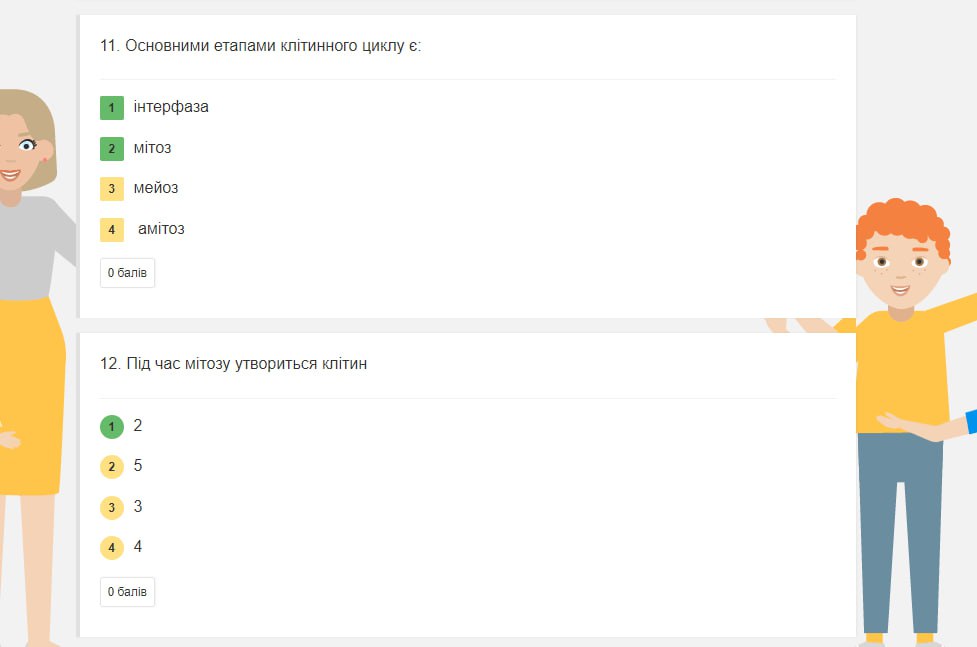 11. Основними етапами клітинного циклу є:
1 інтерфаза
2 мітоз
3 мейоз
4 амітоз
0 балів
12. Під час мітозу утвориться клітин
1 2
2 5
3 3
4 4
0 балів